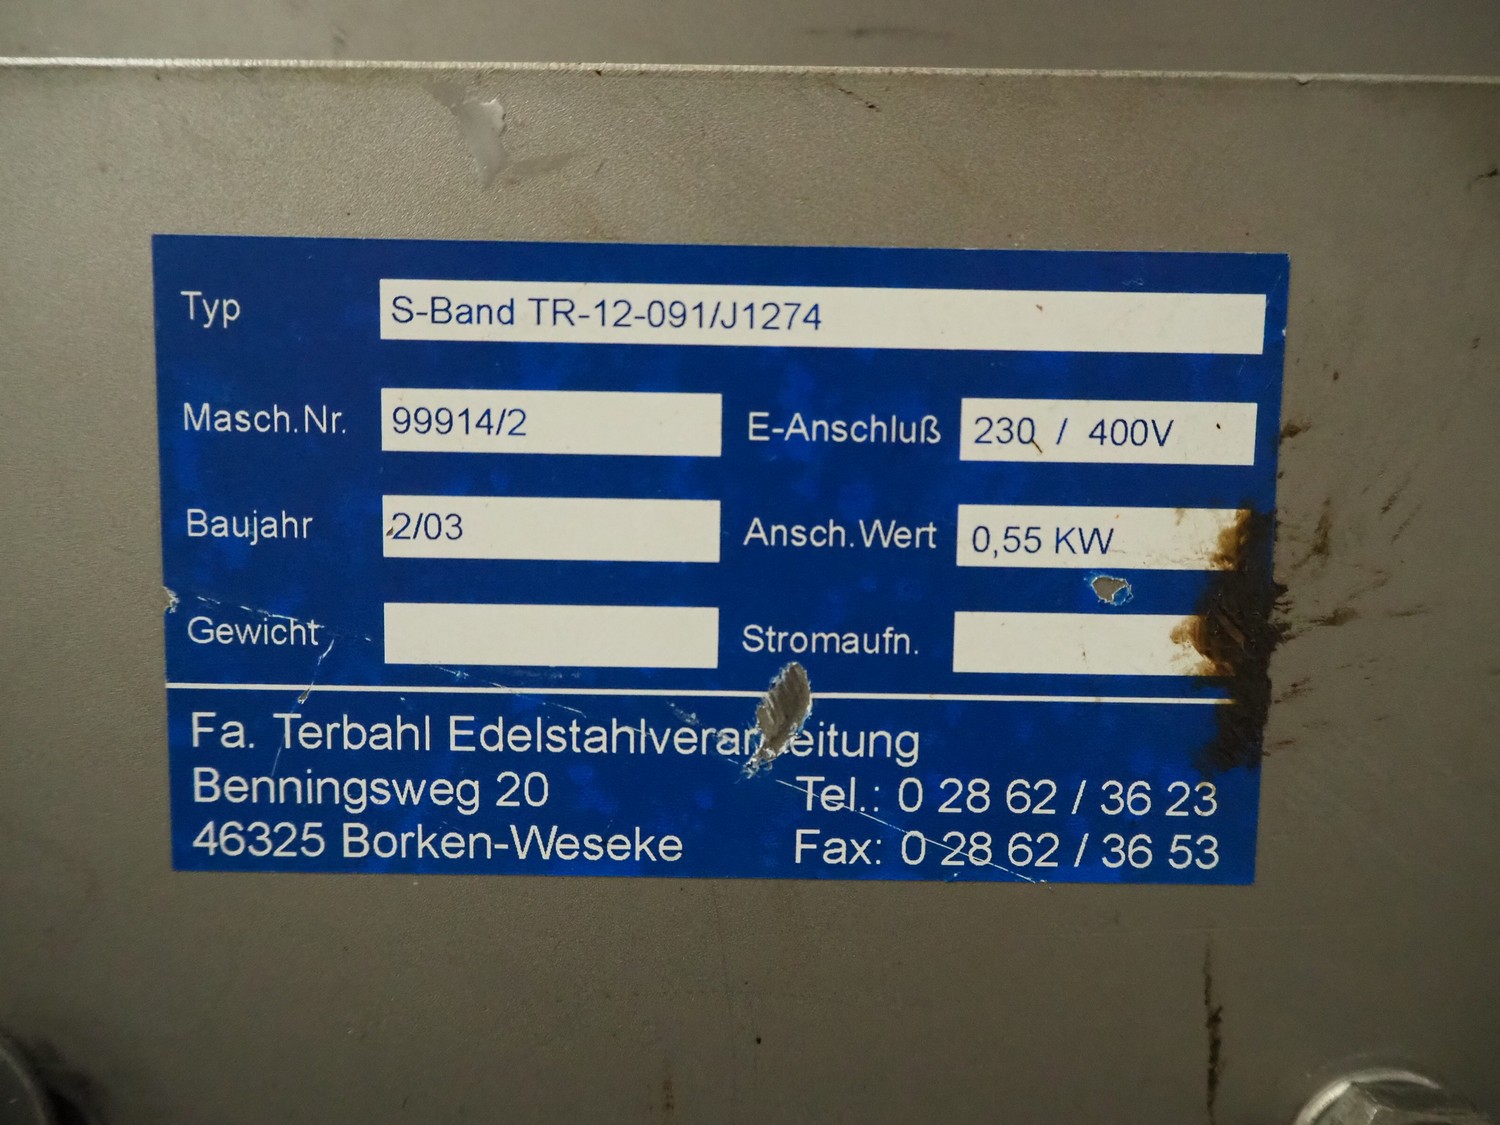 Typ S-Band TR-12-091/J1274
Masch.Nr. 99914/2 E-Anschluß 230 / 400V
Baujahr 2/03 Ansch.Wert 0,55 KW
Gewicht Stromaufn.
Fa. Terbahl Edelstahlverarbeitung
Benningsweg 20 Tel.: 0 28 62 / 36 23
46325 Borken-Weseke Fax: 0 28 62 / 36 53